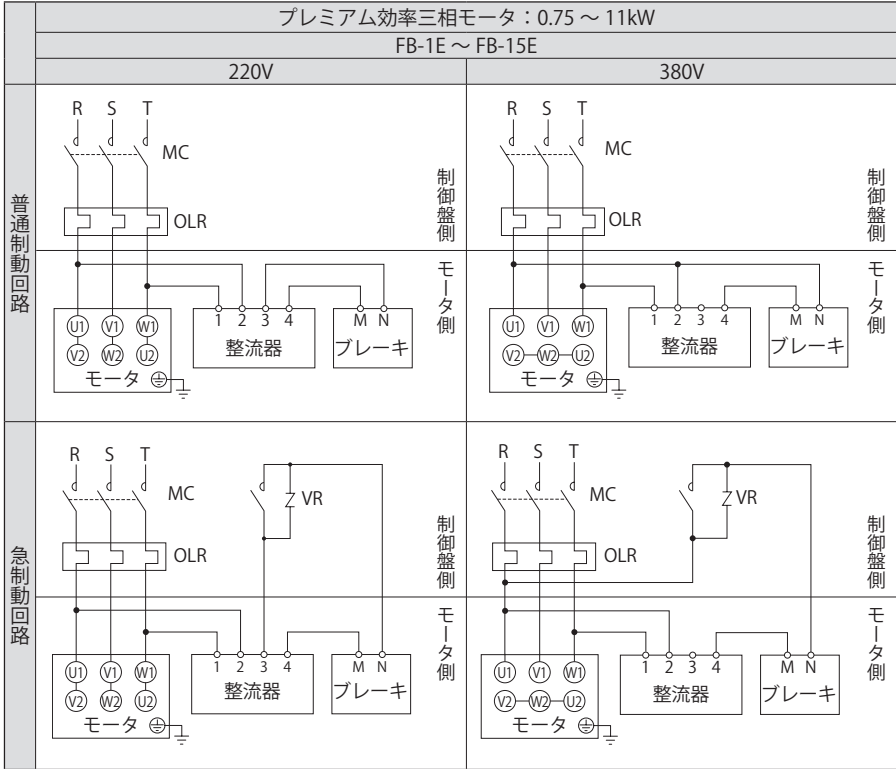 プレミアム効率三相モータ：0.75 ～ 11kW
FB-1E ～ FB-15E
220V
380V
普通制動回路
R S T
MC
OLR
制御盤側
モータ側
U1 V1 W1
V2 W2 U2
モータ
1 2 3 4
整流器
M N
ブレーキ
R S T
MC
OLR
制御盤側
モータ側
U1 V1 W1
V2 W2 U2
モータ
1 2 3 4
整流器
M N
ブレーキ
急制動回路
R S T
MC
VR
OLR
制御盤側
モータ側
U1 V1 W1
V2 W2 U2
モータ
1 2 3 4
整流器
M N
ブレーキ
R S T
MC
VR
OLR
制御盤側
モータ側
U1 V1 W1
V2 W2 U2
モータ
1 2 3 4
整流器
M N
ブレーキ